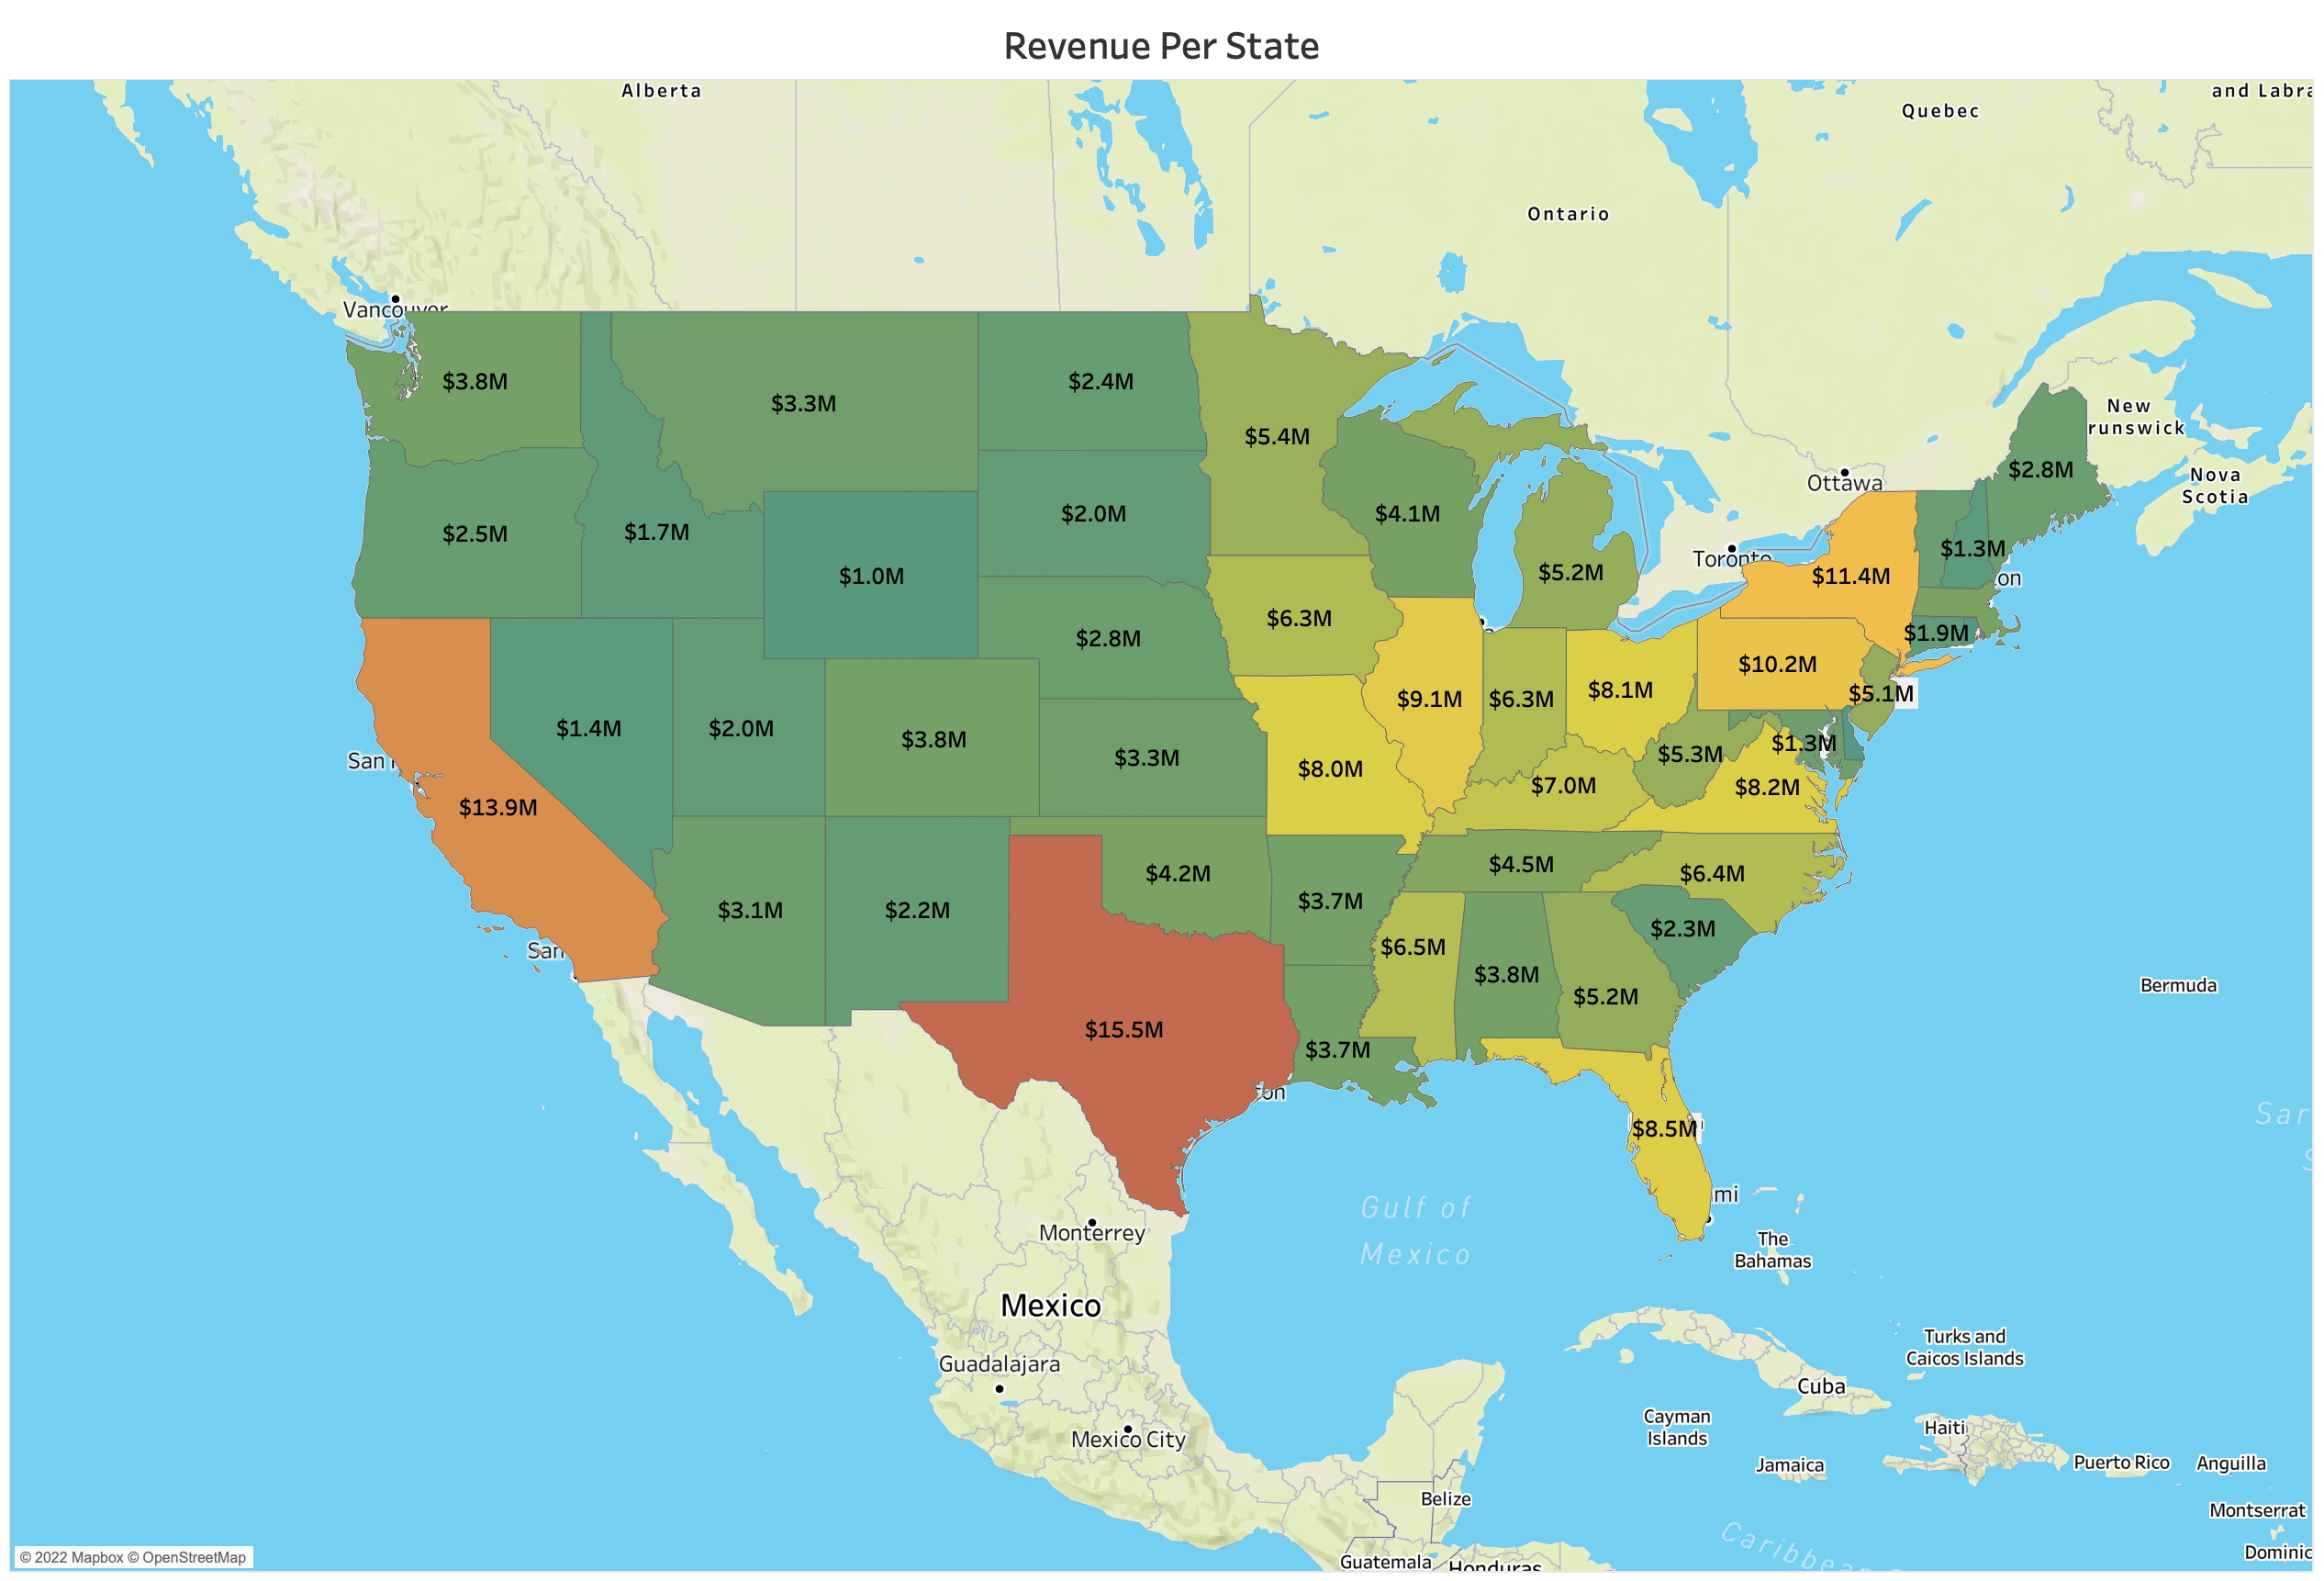 Revenue Per State
Alberta
and Labra
Quebec
Ontario
Vancouver
New
runswick
Nova
Scotia
Ottawa
Toronto
$3.8M
$3.3M
$2.4M
$5.4M
$2.8M
$2.5M
$1.7M
$2.0M
$4.1M
$1.3M
$1.0M
$5.2M
$11.4M
on
$6.3M
$2.8M
$1.9M
$10.2M
$9.1M
$6.3M
$8.1M
$5.1M
$1.4M
$2.0M
$3.8M
$3.3M
$8.0M
$5.3M
$1.3M
San
$7.0M
$8.2M
$13.9M
$4.2M
$4.5M
$6.4M
$3.1M
$2.2M
$3.7M
$2.3M
San
$6.5M
$3.8M
$5.2M
Bermuda
$15.5M
$3.7M
on
Sar
S
$8.5M
mi
Gulf of
Mexico
Monterrey
The
Bahamas
Mexico
Turks and
Caicos Islands
Guadalajara
Cuba
Cayman
Islands
Haiti
Mexico City
Jamaica
Puerto Rico
Anguilla
Belize
Montserrat
Caribbea
Dominic
Guatemala
Honduras
© 2022 Mapbox © OpenStreetMap